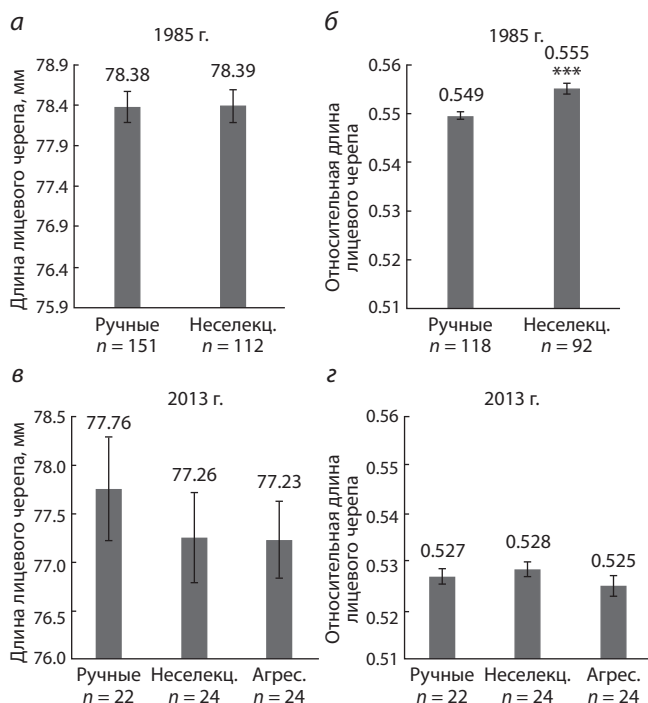 а
1985 г.
Длина лицевого черепа, мм
78.9
78.4
77.9
77.4
76.9
76.4
75.9
78.38
78.39
Ручные
n = 151
Неселекц.
n = 112
б
1985 г.
Относительная длина
лицевого черепа
0.56
0.55
0.54
0.53
0.52
0.51
0.549
0.555
***
Ручные
n = 118
Неселекц.
n = 92
в
2013 г.
Длина лицевого черепа, мм
78.5
78.0
77.5
77.0
76.5
76.0
77.76
77.26
77.23
Ручные
n = 22
Неселекц.
n = 24
Агрес.
n = 24
г
2013 г.
Относительная длина
лицевого черепа
0.56
0.55
0.54
0.53
0.52
0.51
0.527
0.528
0.525
Ручные
n = 22
Неселекц.
n = 24
Агрес.
n = 24